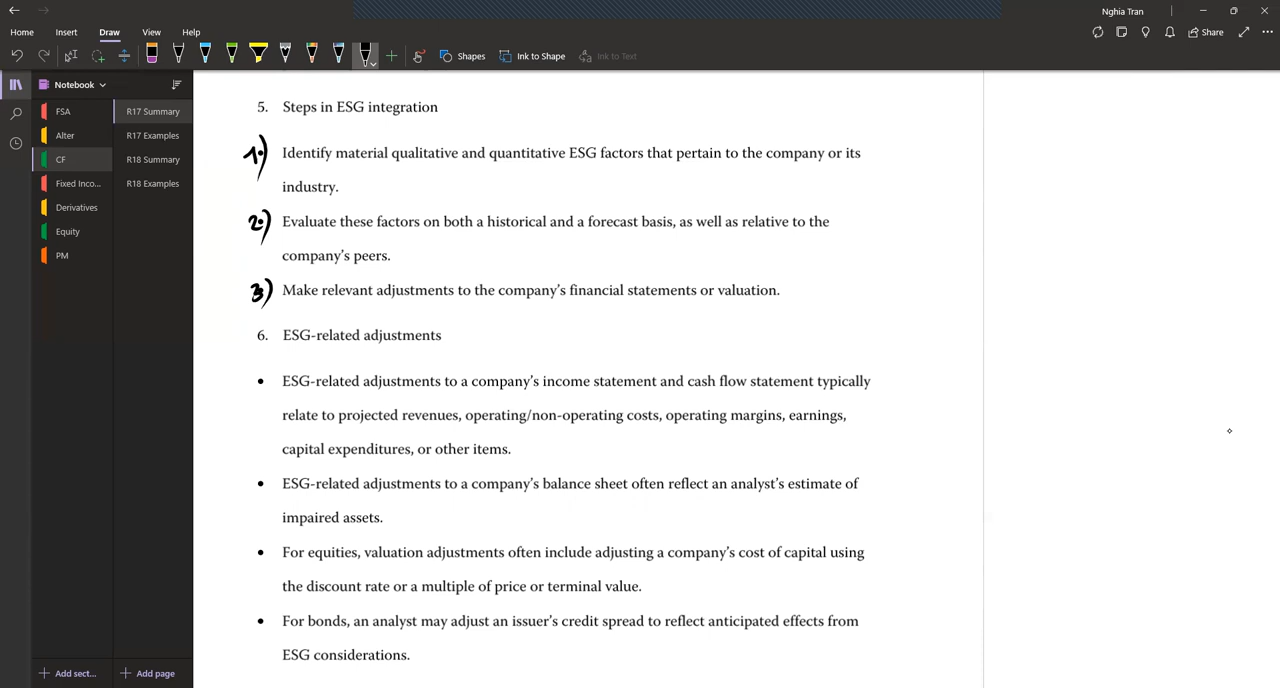 Nghia Tran
Home Insert Draw View Help
Share
Shapes Ink to Shape Ink to Text
Notebook
FSA
Alter
CF
Fixed Inco...
Derivatives
Equity
PM
R17 Summary
R17 Examples
R18 Summary
R18 Examples
5. Steps in ESG integration
1.) Identify material qualitative and quantitative ESG factors that pertain to the company or its
industry.
2.) Evaluate these factors on both a historical and a forecast basis, as well as relative to the
company's peers.
3.) Make relevant adjustments to the company's financial statements or valuation.
6. ESG-related adjustments
• ESG-related adjustments to a company's income statement and cash flow statement typically
relate to projected revenues, operating/non-operating costs, operating margins, earnings,
capital expenditures, or other items.
• ESG-related adjustments to a company's balance sheet often reflect an analyst's estimate of
impaired assets.
• For equities, valuation adjustments often include adjusting a company's cost of capital using
the discount rate or a multiple of price or terminal value.
• For bonds, an analyst may adjust an issuer's credit spread to reflect anticipated effects from
ESG considerations.
+ Add sect... + Add page